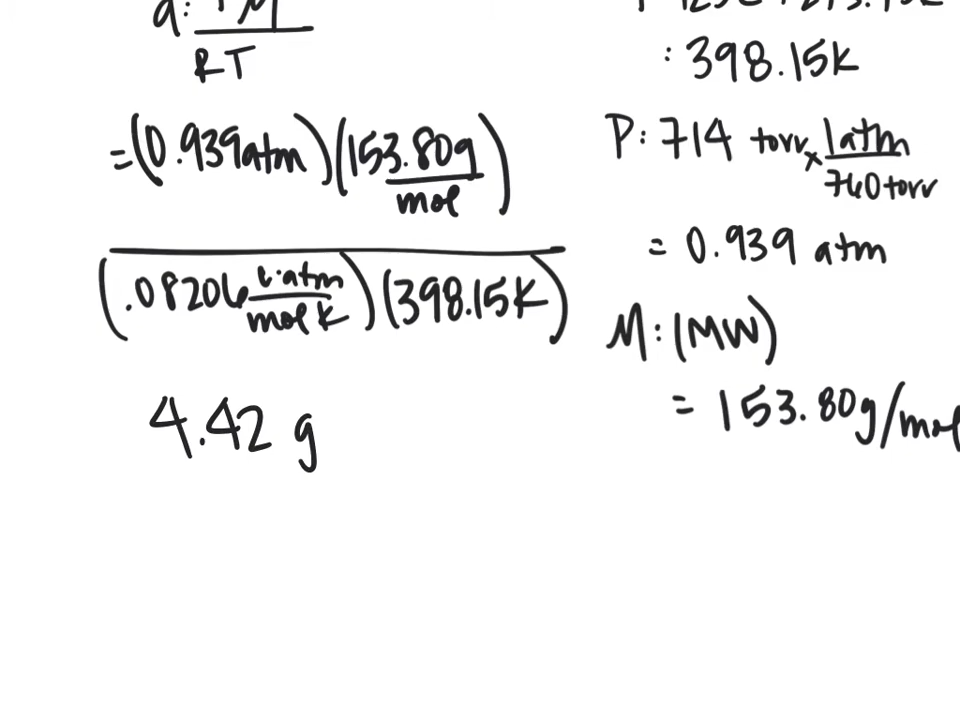 d: PM
RT
=(0.939atm)(153.80g
mol)
(.08206 L·atm
mol K)(398.15K)
4.42 g
: 398.15K
P: 714 torr x 1atm
760torr
= 0.939 atm
M: (MW)
= 153.80g/mol